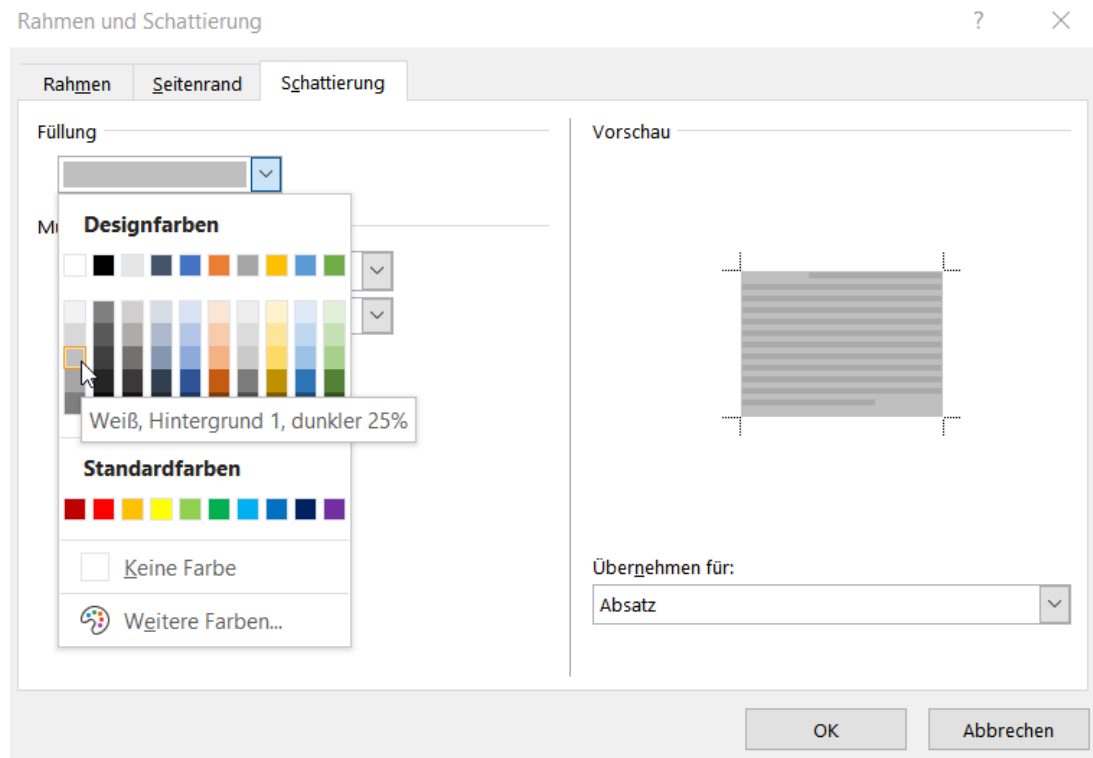 Rahmen und Schattierung ?
Rahmen Seitenrand Schattierung
Füllung
Vorschau
Designfarben
Weiß, Hintergrund 1, dunkler 25%
Standardfarben
Keine Farbe
Weitere Farben...
Übernehmen für:
Absatz
OK Abbrechen